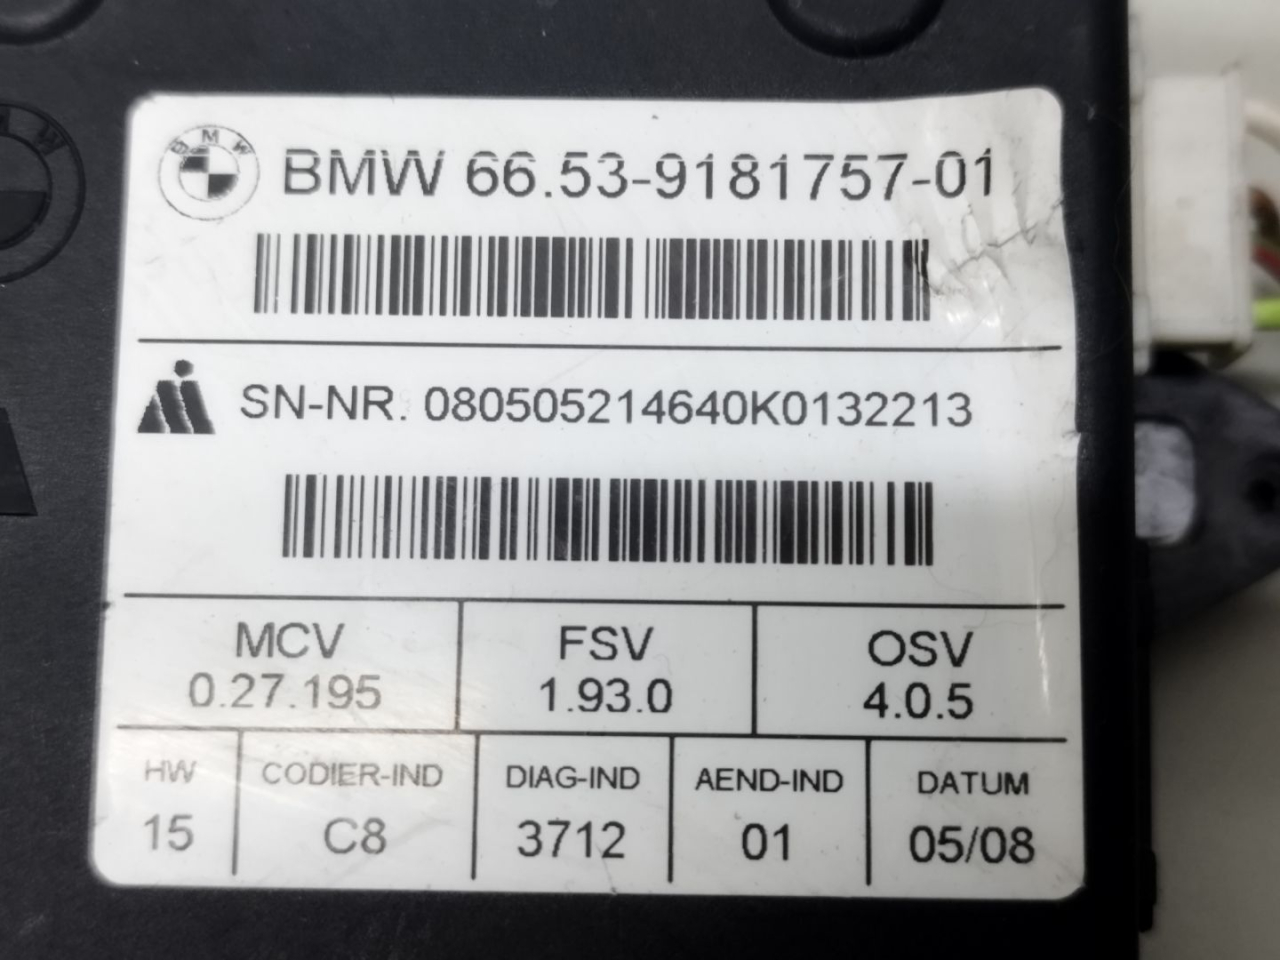 BMW
BMW 66.53-9181757-01
SN-NR. 080505214640K0132213
MCV
0.27.195
FSV
1.93.0
OSV
4.0.5
HW
15
CODIER-IND
C8
DIAG-IND
3712
AEND-IND
01
DATUM
05/08